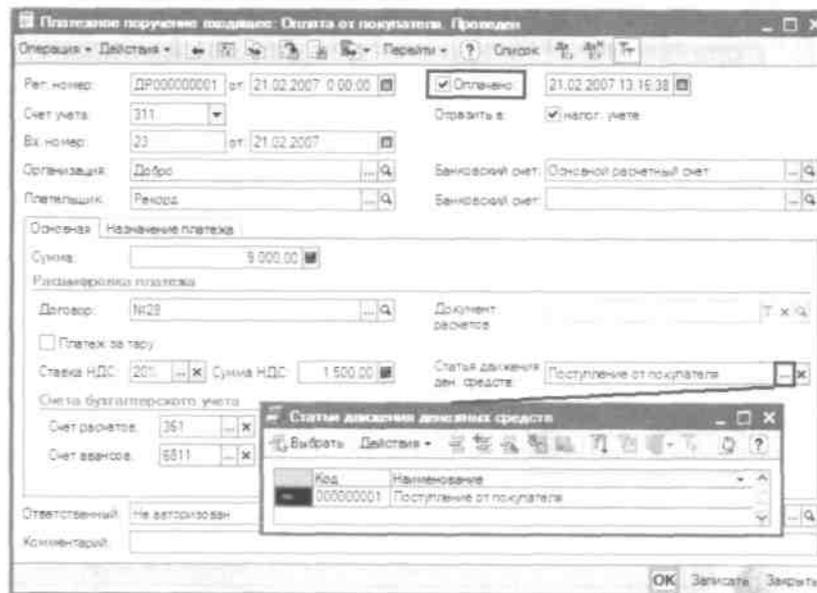 Платежное поручение входящее: Оплата от покупателя. Проведен
Операция Действия Перейти ? Список
Рег. номер: ДР000000001 от: 21.02.2007 0:00:00 Оплачено: 21.02.2007 13:16:38
Счет учета: 311 Отразить в: налог. учете
Вх. номер: 23 от: 21.02.2007
Организация: Добро Банковский счет: Основной расчетный счет
Плательщик: Рекорд Банковский счет:
Основная Назначение платежа
Сумма: 9 000,00
Расшифровка платежа
Договор: №28 Документ расчетов:
Платеж за тару
Ставка НДС: 20% Сумма НДС: 1 500,00 Статья движения ден. средств: Поступление от покупателя
Счета бухгалтерского учета
Счет расчетов: 361
Счет авансов: 6811
Статьи движения денежных средств
Выбрать Действия ?
Код Наименование
000000001 Поступление от покупателя
Ответственный: Не авторизован
Комментарий:
OK Записать Закрыть